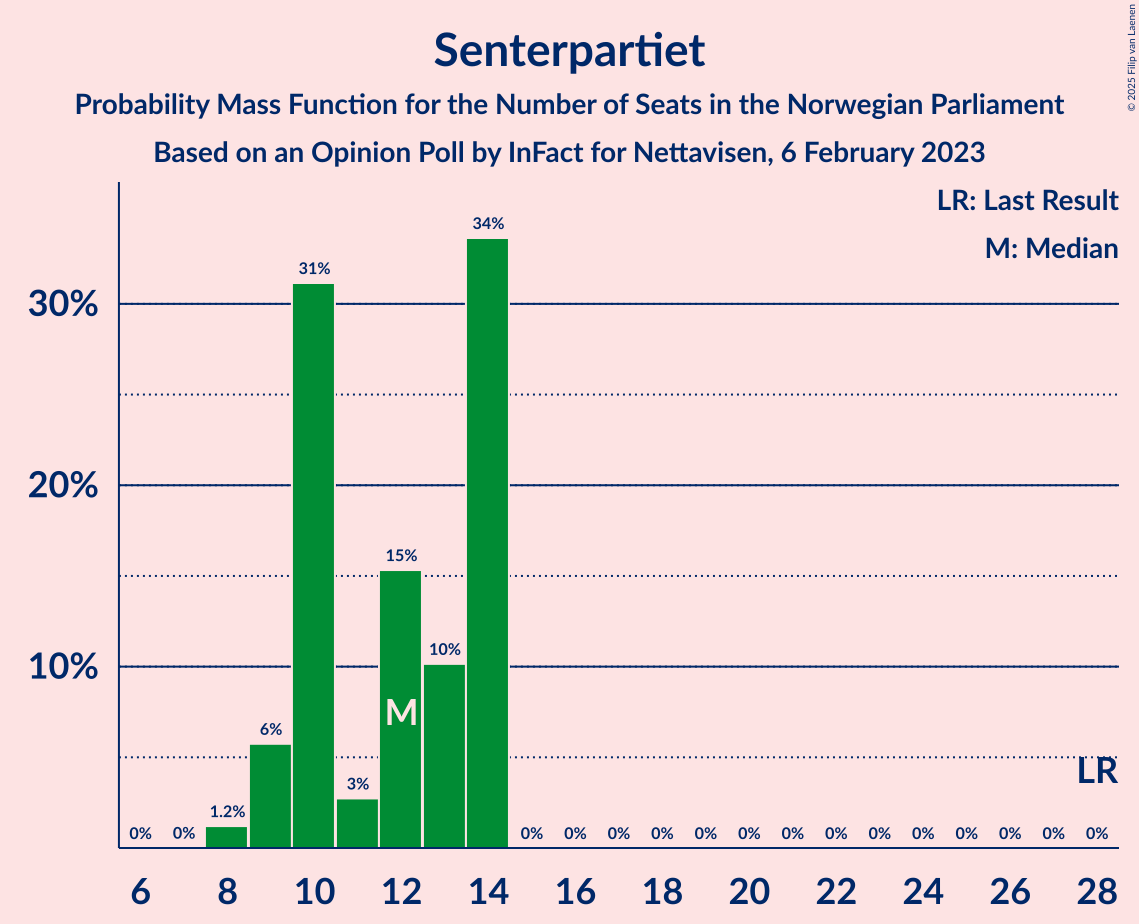 Senterpartiet
Probability Mass Function for the Number of Seats in the Norwegian Parliament
Based on an Opinion Poll by InFact for Nettavisen, 6 February 2023
© 2025 Filip van Laenen
LR: Last Result
M: Median
34%
31%
30%
20%
15%
10%
10%
M
6%
LR
3%
1.2%
0% 0% 0% 0% 0% 0% 0% 0% 0% 0% 0% 0% 0% 0% 0% 0%
6 8 10 12 14 16 18 20 22 24 26 28